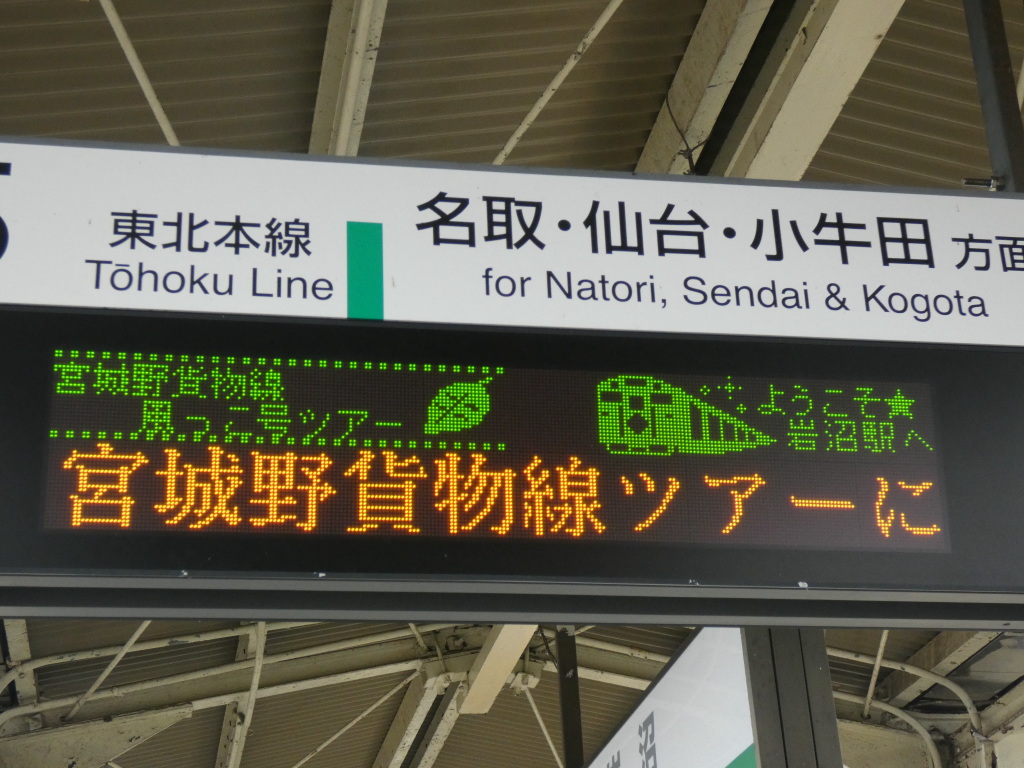 5
東北本線
Tōhoku Line
名取・仙台・小牛田 方面
for Natori, Sendai & Kogota
宮城野貨物線
風っこ号ツアー
ようこそ★
岩沼駅へ
宮城野貨物線ツアーに
沼